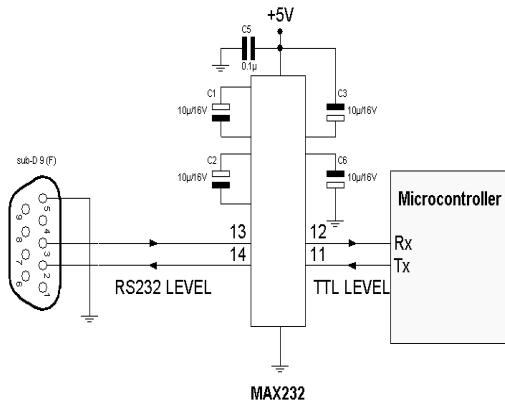 +5V
C5
0.1µ
C1
10µ/16V
C3
10µ/16V
C2
10µ/16V
C6
10µ/16V
sub-D 9 (F)
5
9
4
8
3
7
2
6
1
13
14
12
11
RS232 LEVEL
TTL LEVEL
Microcontroller
Rx
Tx
MAX232